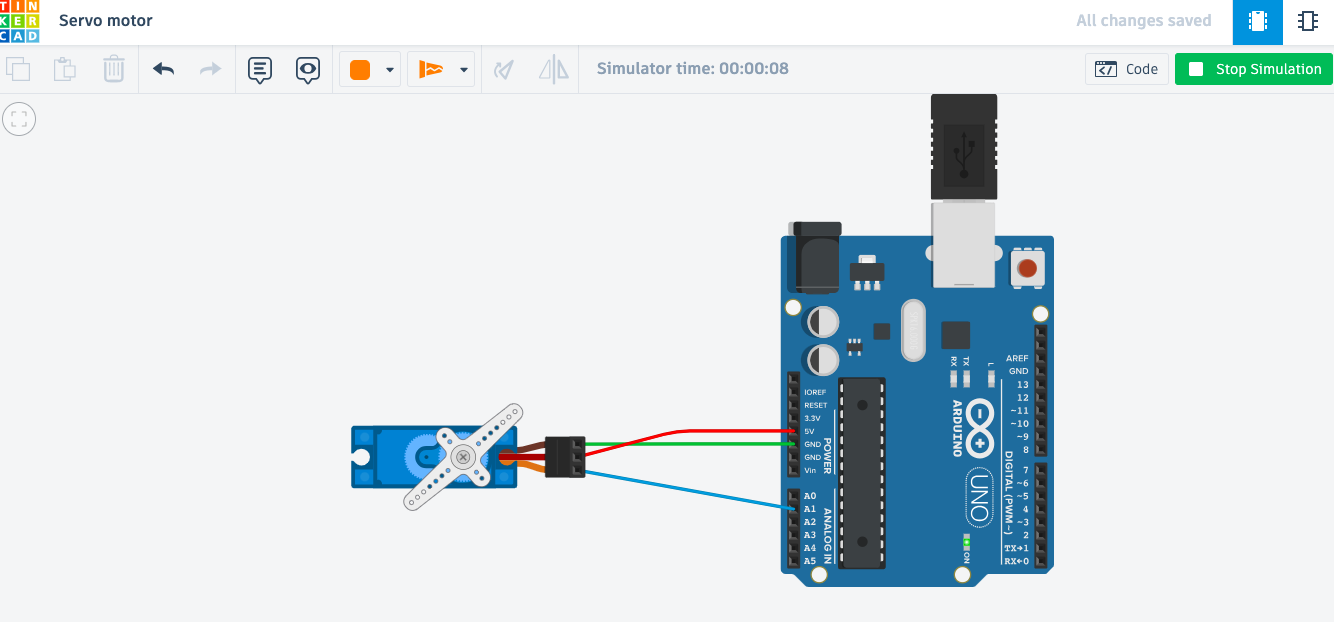 TIN
KER
CAD
Servo motor
All changes saved
Simulator time: 00:00:08
Code
Stop Simulation
IOREF
RESET
3.3V
5V
GND
GND
Vin
POWER
A0
A1
A2
A3
A4
A5
ANALOG IN
RX
TX
L
ARDUINO
UNO
ON
AREF
GND
13
12
~11
~10
~9
8
7
~6
~5
4
~3
2
TX→1
RX←0
DIGITAL (PWM~)